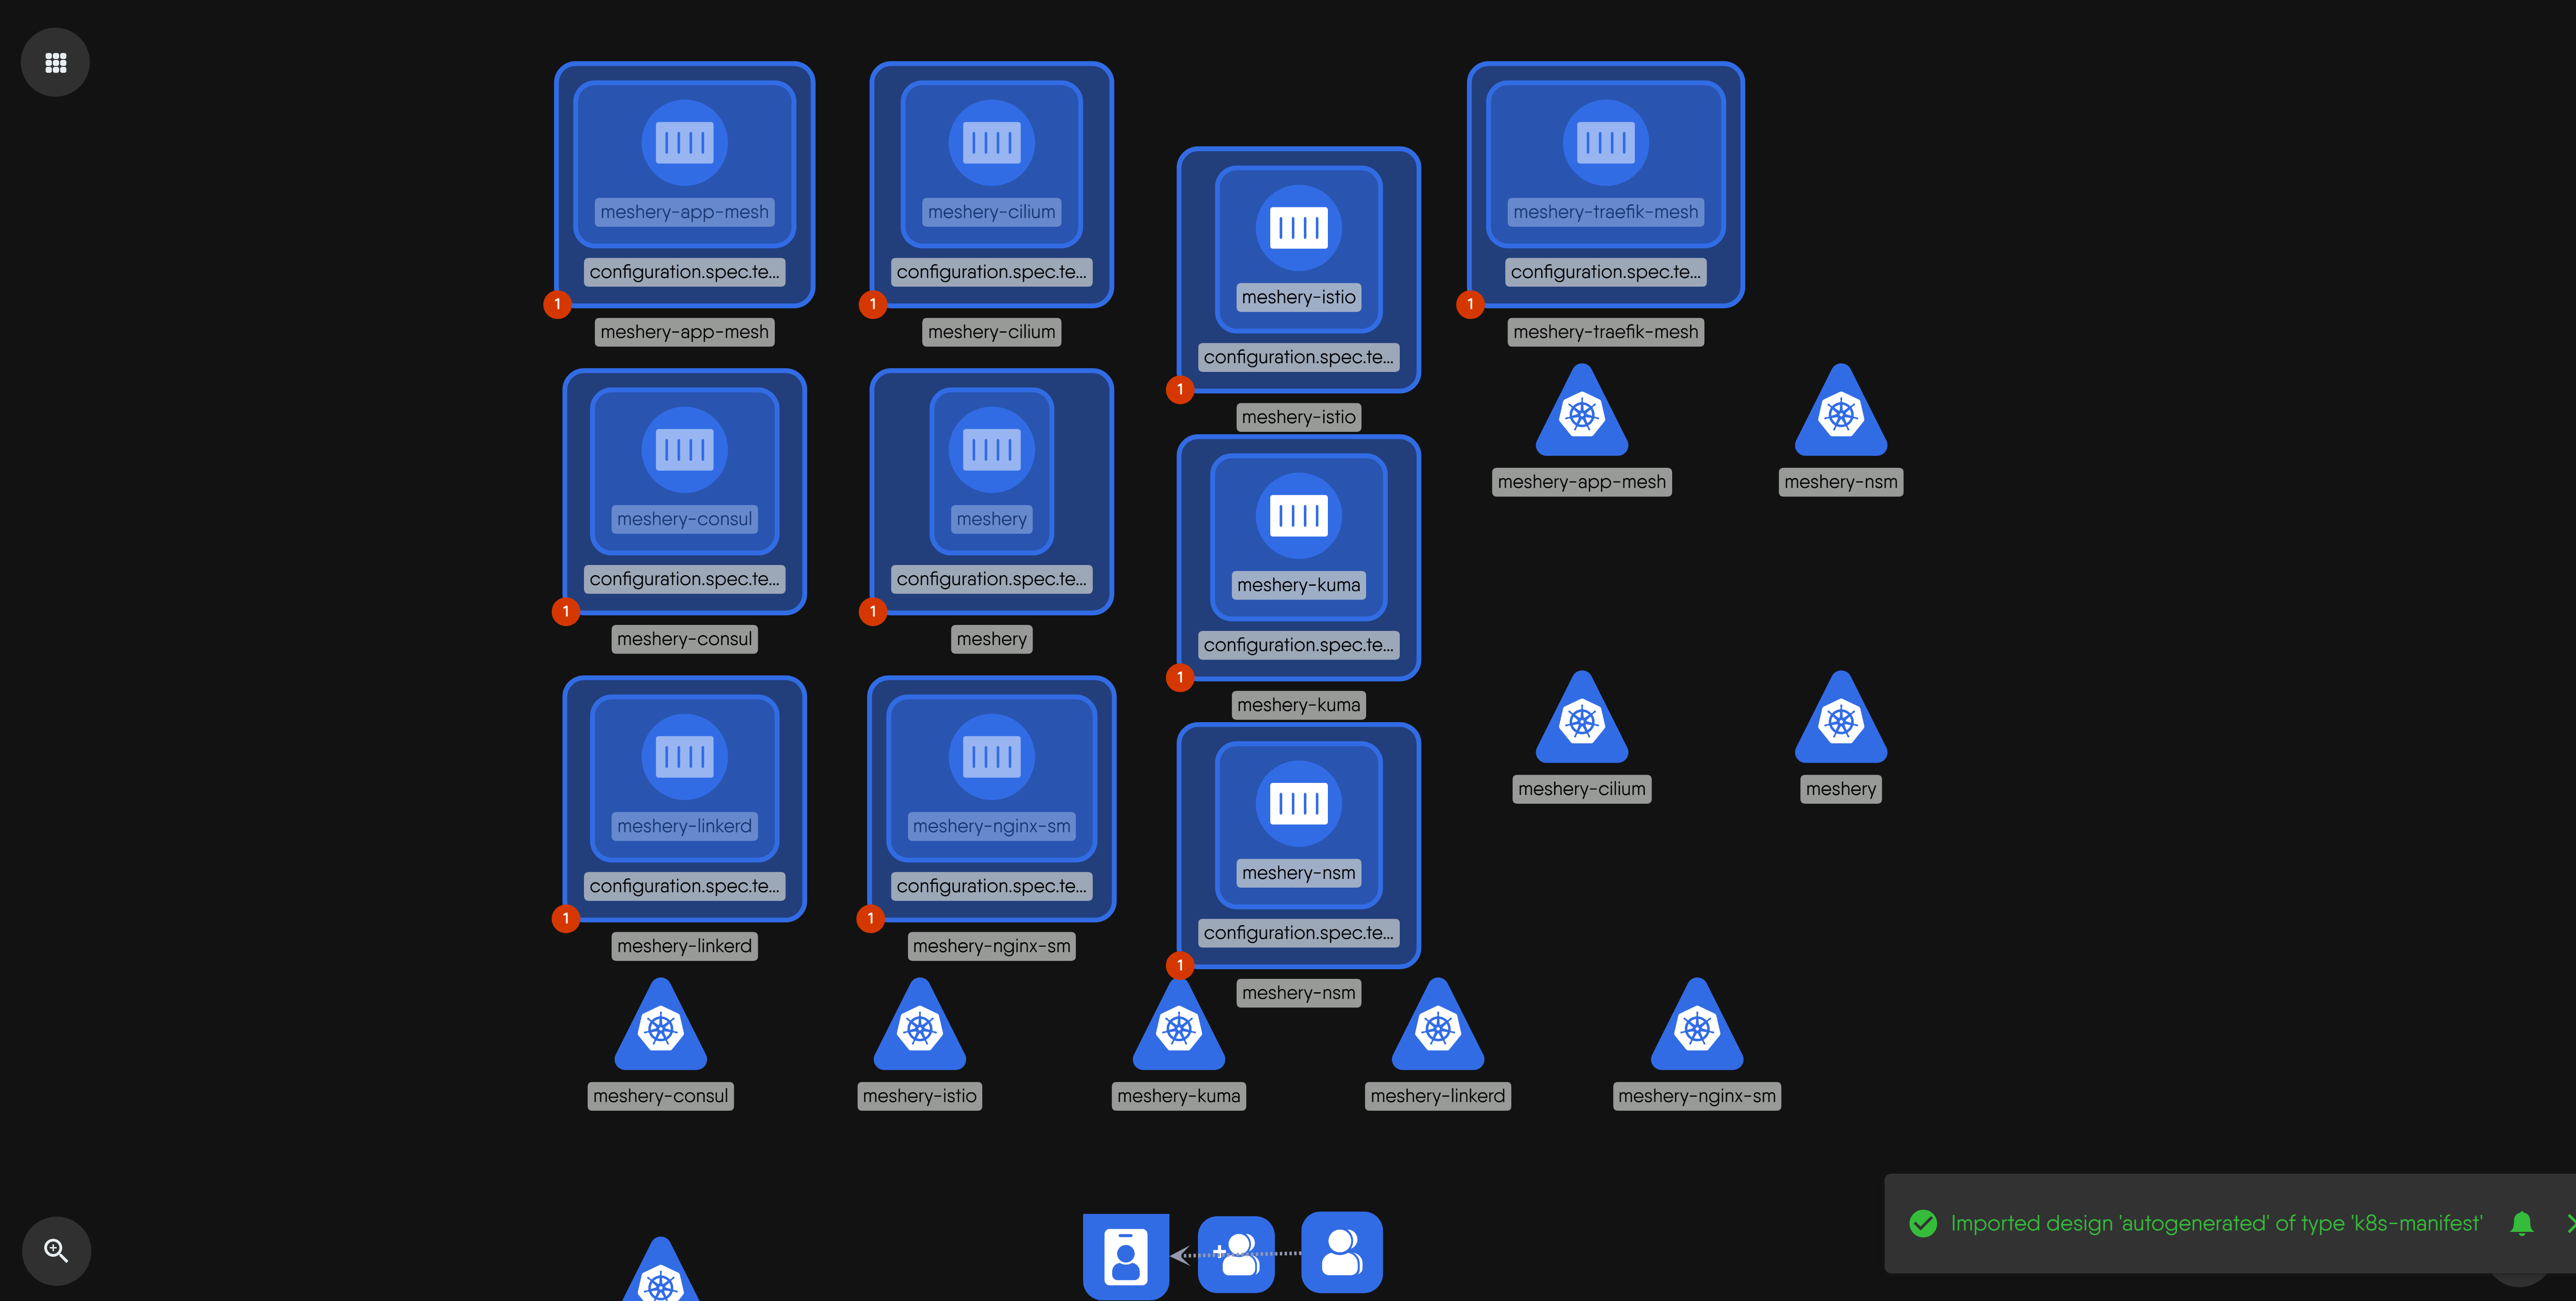 meshery-app-mesh
configuration.spec.te...
1
meshery-app-mesh
meshery-cilium
configuration.spec.te...
1
meshery-cilium
meshery-istio
configuration.spec.te...
1
meshery-istio
meshery-traefik-mesh
configuration.spec.te...
1
meshery-traefik-mesh
meshery-consul
configuration.spec.te...
1
meshery-consul
meshery
configuration.spec.te...
1
meshery
meshery-kuma
configuration.spec.te...
1
meshery-kuma
meshery-app-mesh
meshery-nsm
meshery-linkerd
configuration.spec.te...
1
meshery-linkerd
meshery-nginx-sm
configuration.spec.te...
1
meshery-nginx-sm
meshery-nsm
configuration.spec.te...
1
meshery-nsm
meshery-cilium
meshery
meshery-consul
meshery-istio
meshery-kuma
meshery-linkerd
meshery-nginx-sm
Imported design 'autogenerated' of type 'k8s-manifest'